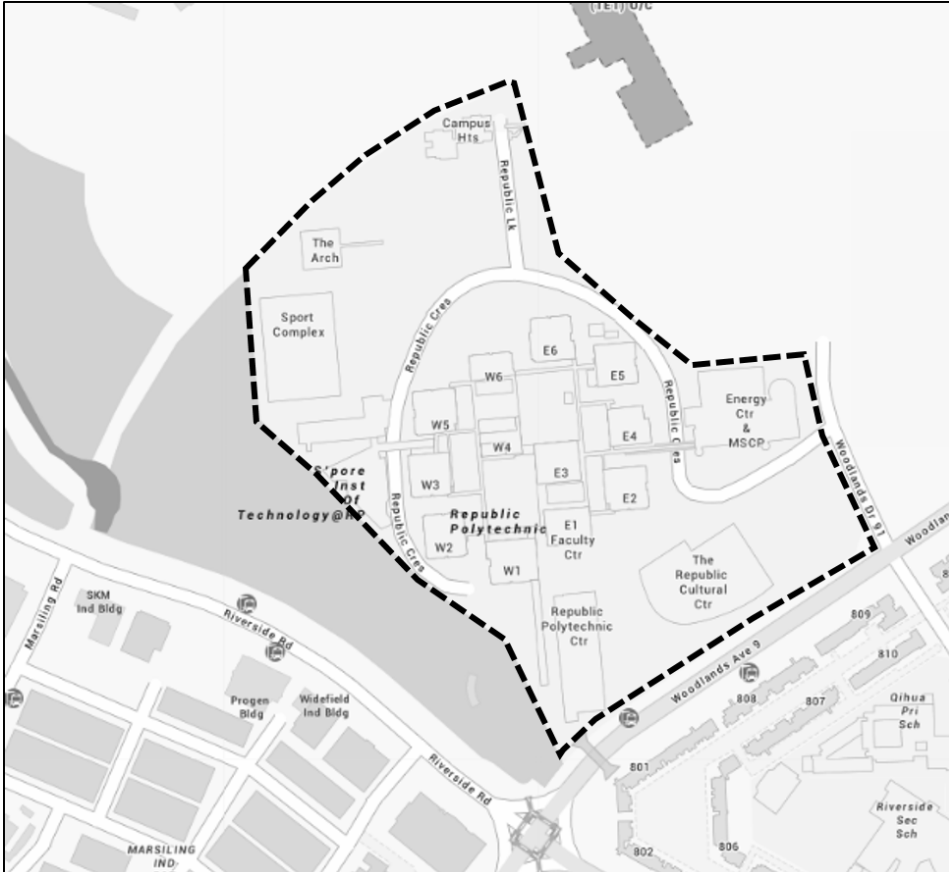 (TE1) U/C
Campus
Hts
Republic Lk
The
Arch
Sport
Complex
Republic Cres
E6
W6
E5
Energy
Ctr
&
MSCP
Republic Cres
W5
E4
W4
Woodlands Dr 91
S'pore
Inst
Of
Technology@RP
W3
E3
E2
Republic Cres
Republic
Polytechnic
E1
Faculty
Ctr
W2
W1
The
Republic
Cultural
Ctr
Republic
Polytechnic
Ctr
Marsiling Rd
SKM
Ind Bldg
Riverside Rd
Woodlands Ave 9
809
810
808
807
Qihua
Pri
Sch
Progen
Bldg
Widefield
Ind Bldg
Riverside Rd
801
Riverside
Sec
Sch
802
806
MARSILING
IND